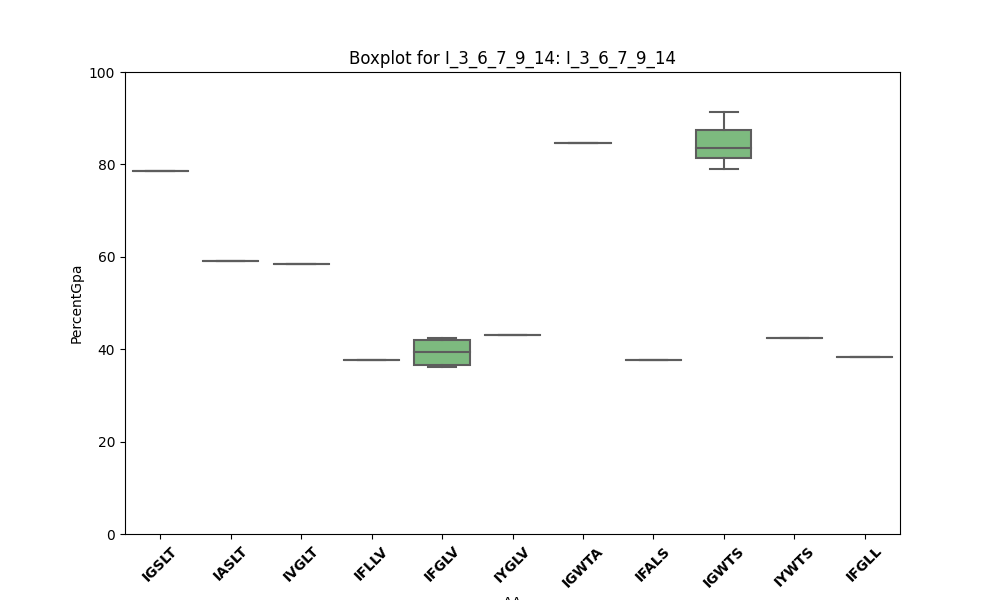 Boxplot for I_3_6_7_9_14: I_3_6_7_9_14
PercentGpa
100
80
60
40
20
0
IGSLT
IASLT
IVGLT
IFLLV
IFGLV
IYGLV
IGWTA
IFALS
IGWTS
IYWTS
IFGLL